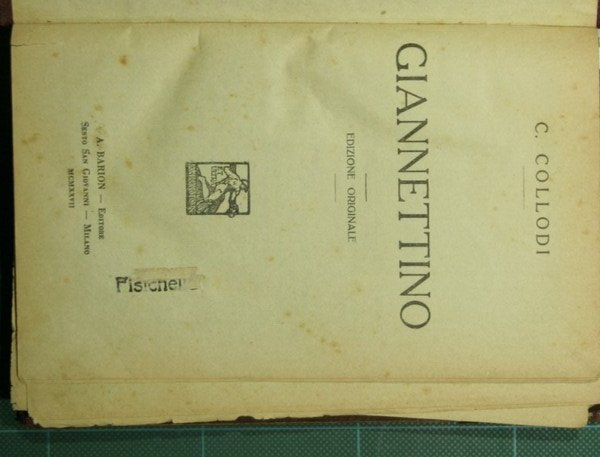 C. COLLODI
GIANNETTINO
EDIZIONE ORIGINALE
A. BARION — EDITORE
SESTO SAN GIOVANNI — MILANO
MCMXXVII